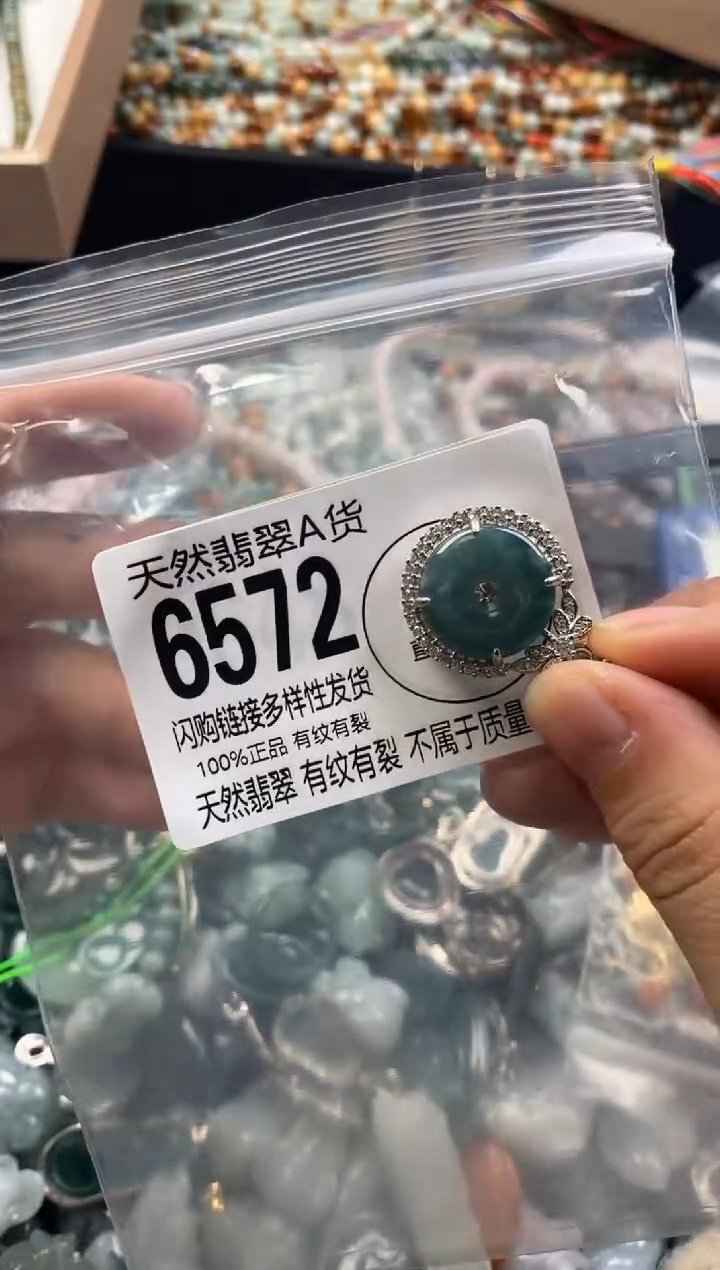 天然翡翠A货
6572
闪购链接多样性发货
100%正品 有纹有裂
天然翡翠 有纹有裂 不属于质量